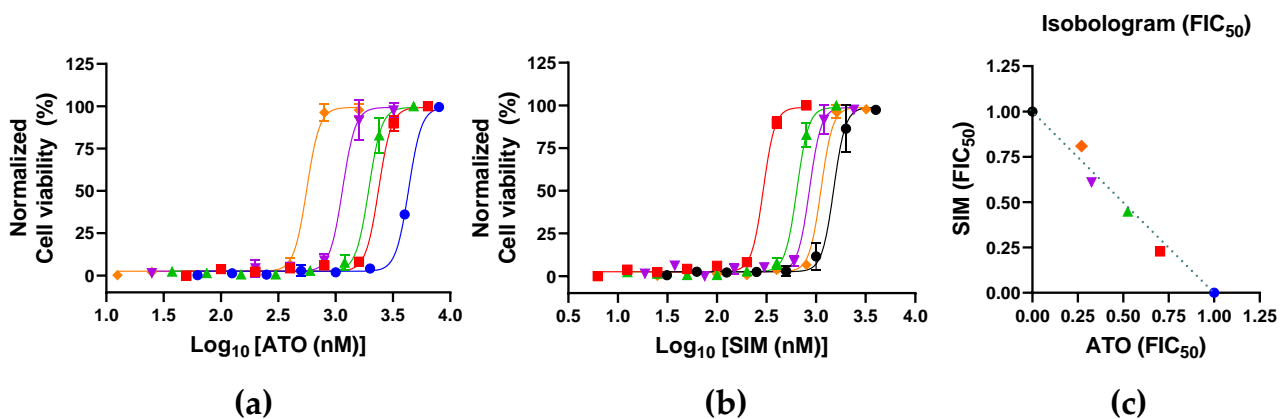 Normalized
Cell viability (%)
125
100
75
50
25
0
1.0 1.5 2.0 2.5 3.0 3.5 4.0
Log10 [ATO (nM)]
(a)
Normalized
Cell viability (%)
125
100
75
50
25
0
0.5 1.0 1.5 2.0 2.5 3.0 3.5 4.0
Log10 [SIM (nM)]
(b)
Isobologram (FIC50)
SIM (FIC50)
1.25
1.00
0.75
0.50
0.25
0.00
0.00 0.25 0.50 0.75 1.00 1.25
ATO (FIC50)
(c)